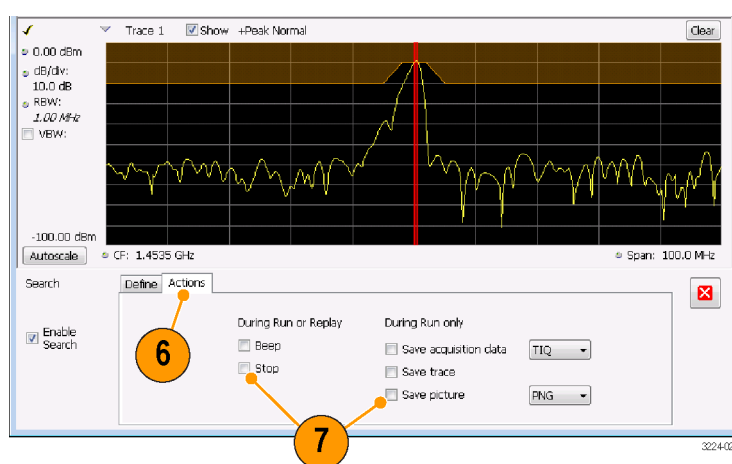 Trace 1 Show +Peak Normal Clear
0.00 dBm
dB/div:
10.0 dB
RBW:
1.00 MHz
VBW:
-100.00 dBm
Autoscale CF: 1.4535 GHz Span: 100.0 MHz
Search Define Actions
Enable
Search
During Run or Replay During Run only
Beep Save acquisition data TIQ
Stop Save trace
Save picture PNG
6
7
3224-02